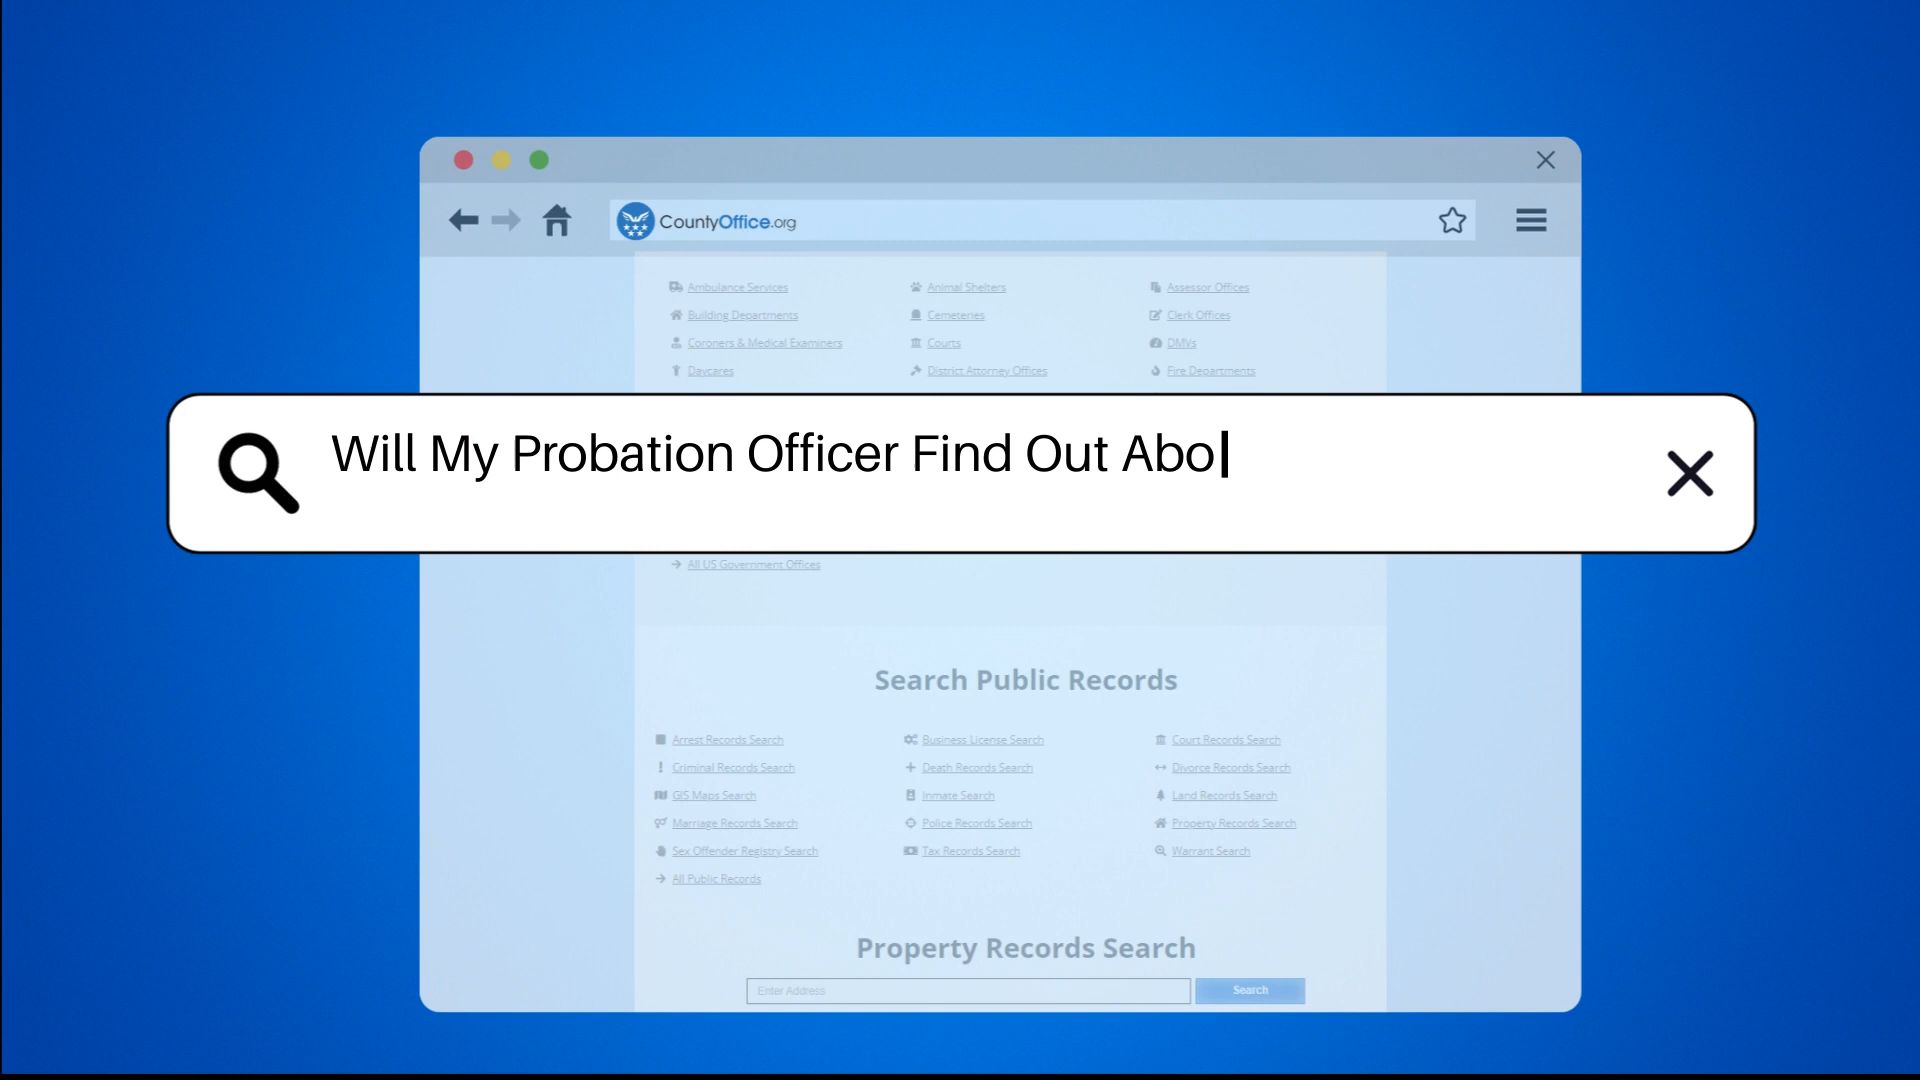 CountyOffice.org
Ambulance Services Animal Shelters Assessor Offices
Building Departments Cemeteries Clerk Offices
Coroners & Medical Examiners Courts DMVs
Daycares District Attorney Offices Fire Departments
Will My Probation Officer Find Out Abo
All US Government Offices
Search Public Records
Arrest Records Search Business License Search Court Records Search
Criminal Records Search Death Records Search Divorce Records Search
GIS Maps Search Inmate Search Land Records Search
Marriage Records Search Police Records Search Property Records Search
Sex Offender Registry Search Tax Records Search Warrant Search
All Public Records
Property Records Search
Enter Address Search